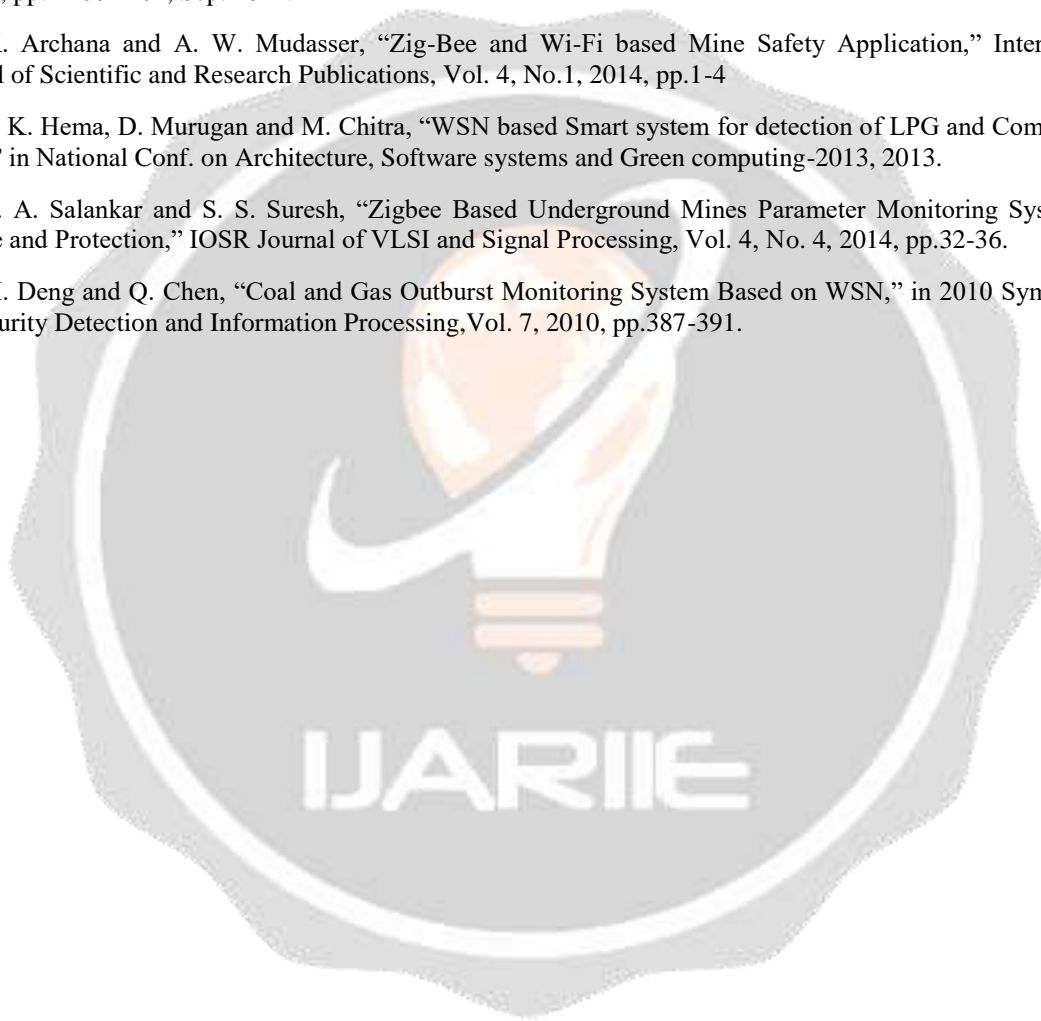 Archana and A. W. Mudasser, “Zig-Bee and Wi-Fi based Mine Safety Application,” Inter
of Scientific and Research Publications, Vol. 4, No.1, 2014, pp.1-4
K. Hema, D. Murugan and M. Chitra, “WSN based Smart system for detection of LPG and Com
” in National Conf. on Architecture, Software systems and Green computing-2013, 2013.
A. Salankar and S. S. Suresh, “Zigbee Based Underground Mines Parameter Monitoring Sys
e and Protection,” IOSR Journal of VLSI and Signal Processing, Vol. 4, No. 4, 2014, pp.32-36.
. Deng and Q. Chen, “Coal and Gas Outburst Monitoring System Based on WSN,” in 2010 Sym
urity Detection and Information Processing,Vol. 7, 2010, pp.387-391.
IJARIIE